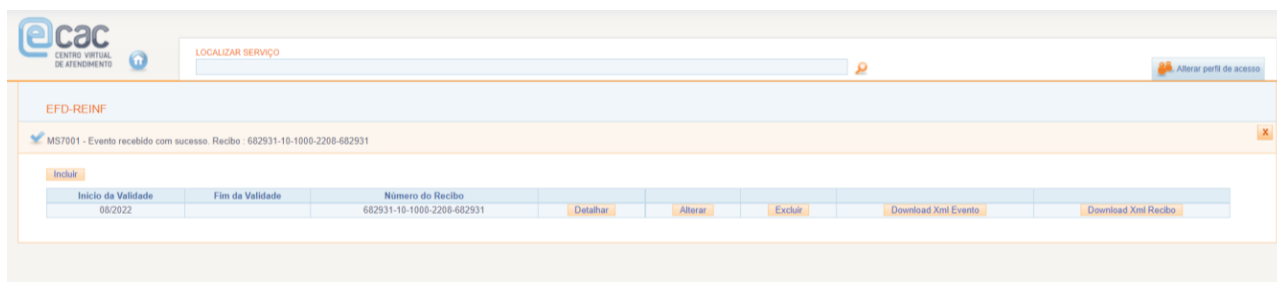 ecac
CENTRO VIRTUAL
DE ATENDIMENTO
LOCALIZAR SERVIÇO
Alterar perfil de acesso
EFD-REINF
MS7001 - Evento recebido com sucesso. Recibo : 682931-10-1000-2208-682931
X
Incluir
Início da Validade Fim da Validade Número do Recibo
08/2022 682931-10-1000-2208-682931 Detalhar Alterar Excluir Download Xml Evento Download Xml Recibo